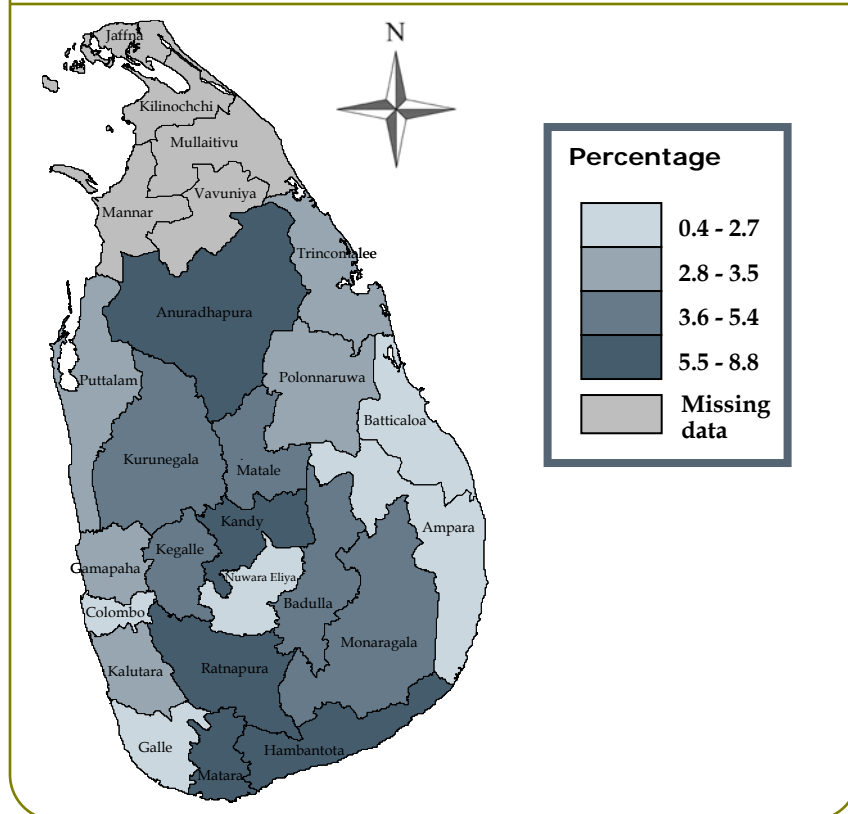 Jaffna
N
Kilinochchi
Mullaitivu
Vavuniya
Mannar
Percentage
0.4 - 2.7
2.8 - 3.5
3.6 - 5.4
5.5 - 8.8
Missing
data
Trincomalee
Anuradhapura
Puttalam
Polonnaruwa
Batticaloa
Kurunegala
Matale
Kandy
Ampara
Kegalle
Gamapaha
Nuwara Eliya
Badulla
Colombo
Monaragala
Kalutara
Ratnapura
Galle
Hambantota
Matara